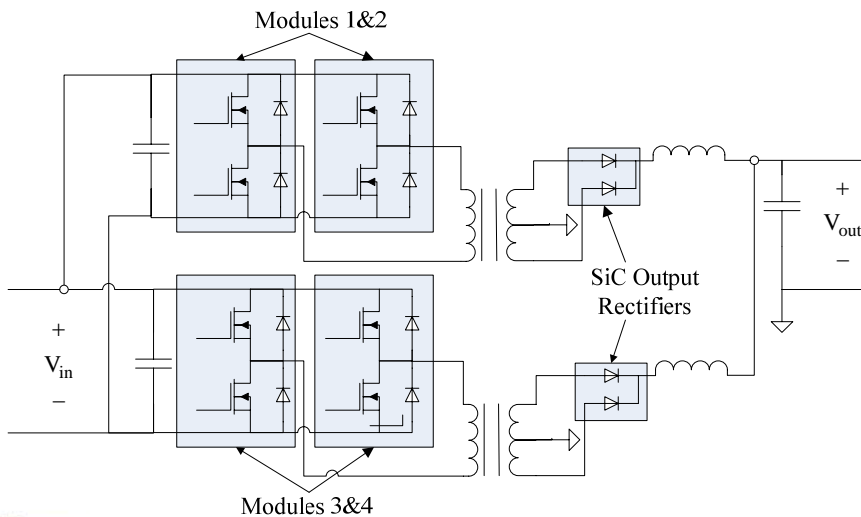 Modules 1&2
+
V_out
−
SiC Output
Rectifiers
+
V_in
−
Modules 3&4